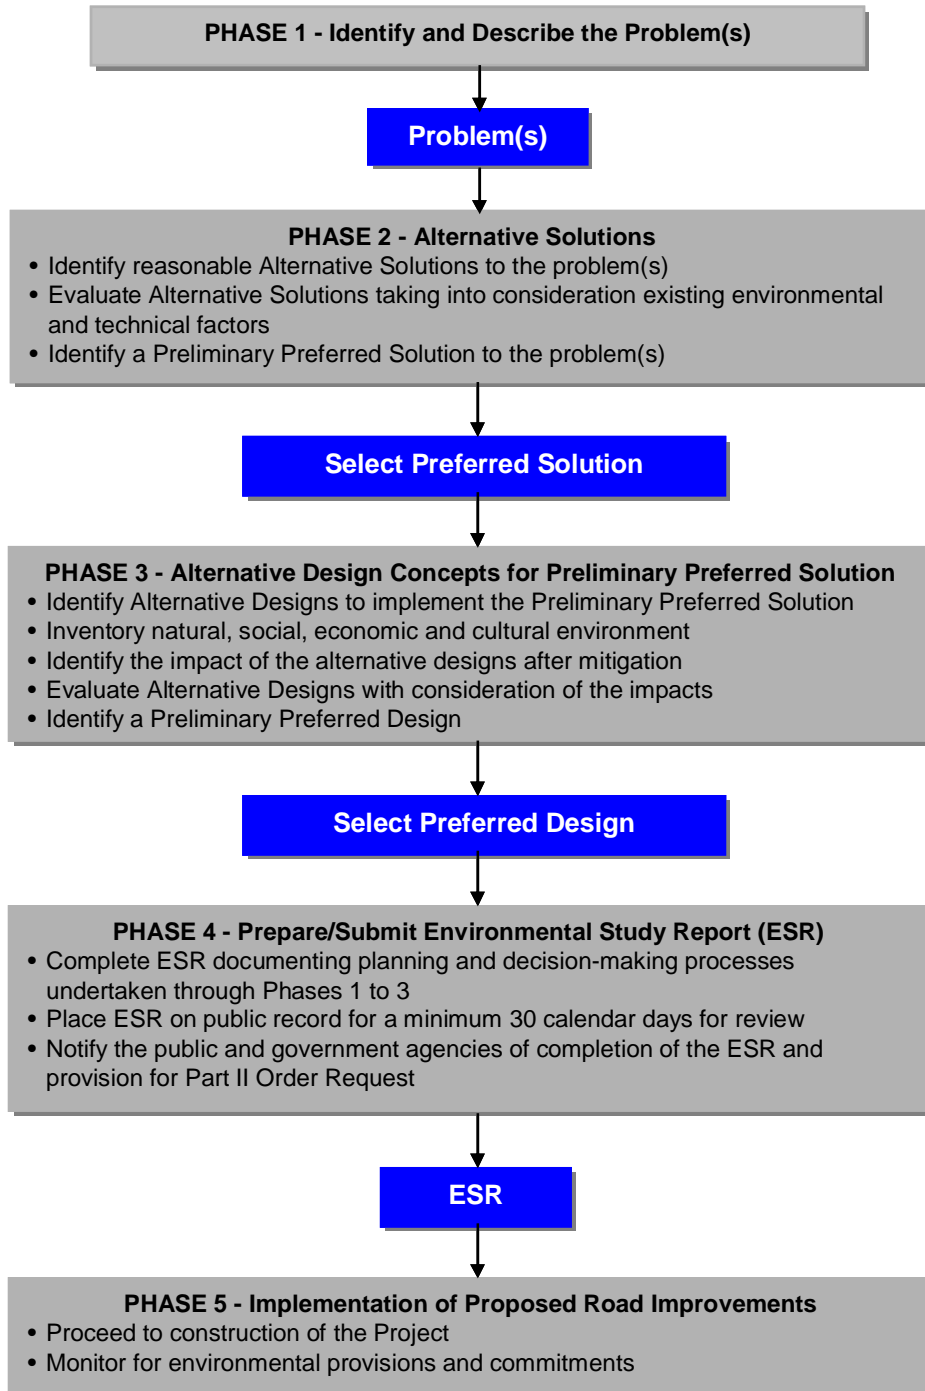 PHASE 1 - Identify and Describe the Problem(s)
Problem(s)
PHASE 2 - Alternative Solutions
• Identify reasonable Alternative Solutions to the problem(s)
• Evaluate Alternative Solutions taking into consideration existing environmental
and technical factors
• Identify a Preliminary Preferred Solution to the problem(s)
Select Preferred Solution
PHASE 3 - Alternative Design Concepts for Preliminary Preferred Solution
• Identify Alternative Designs to implement the Preliminary Preferred Solution
• Inventory natural, social, economic and cultural environment
• Identify the impact of the alternative designs after mitigation
• Evaluate Alternative Designs with consideration of the impacts
• Identify a Preliminary Preferred Design
Select Preferred Design
PHASE 4 - Prepare/Submit Environmental Study Report (ESR)
• Complete ESR documenting planning and decision-making processes
undertaken through Phases 1 to 3
• Place ESR on public record for a minimum 30 calendar days for review
• Notify the public and government agencies of completion of the ESR and
provision for Part II Order Request
ESR
PHASE 5 - Implementation of Proposed Road Improvements
• Proceed to construction of the Project
• Monitor for environmental provisions and commitments